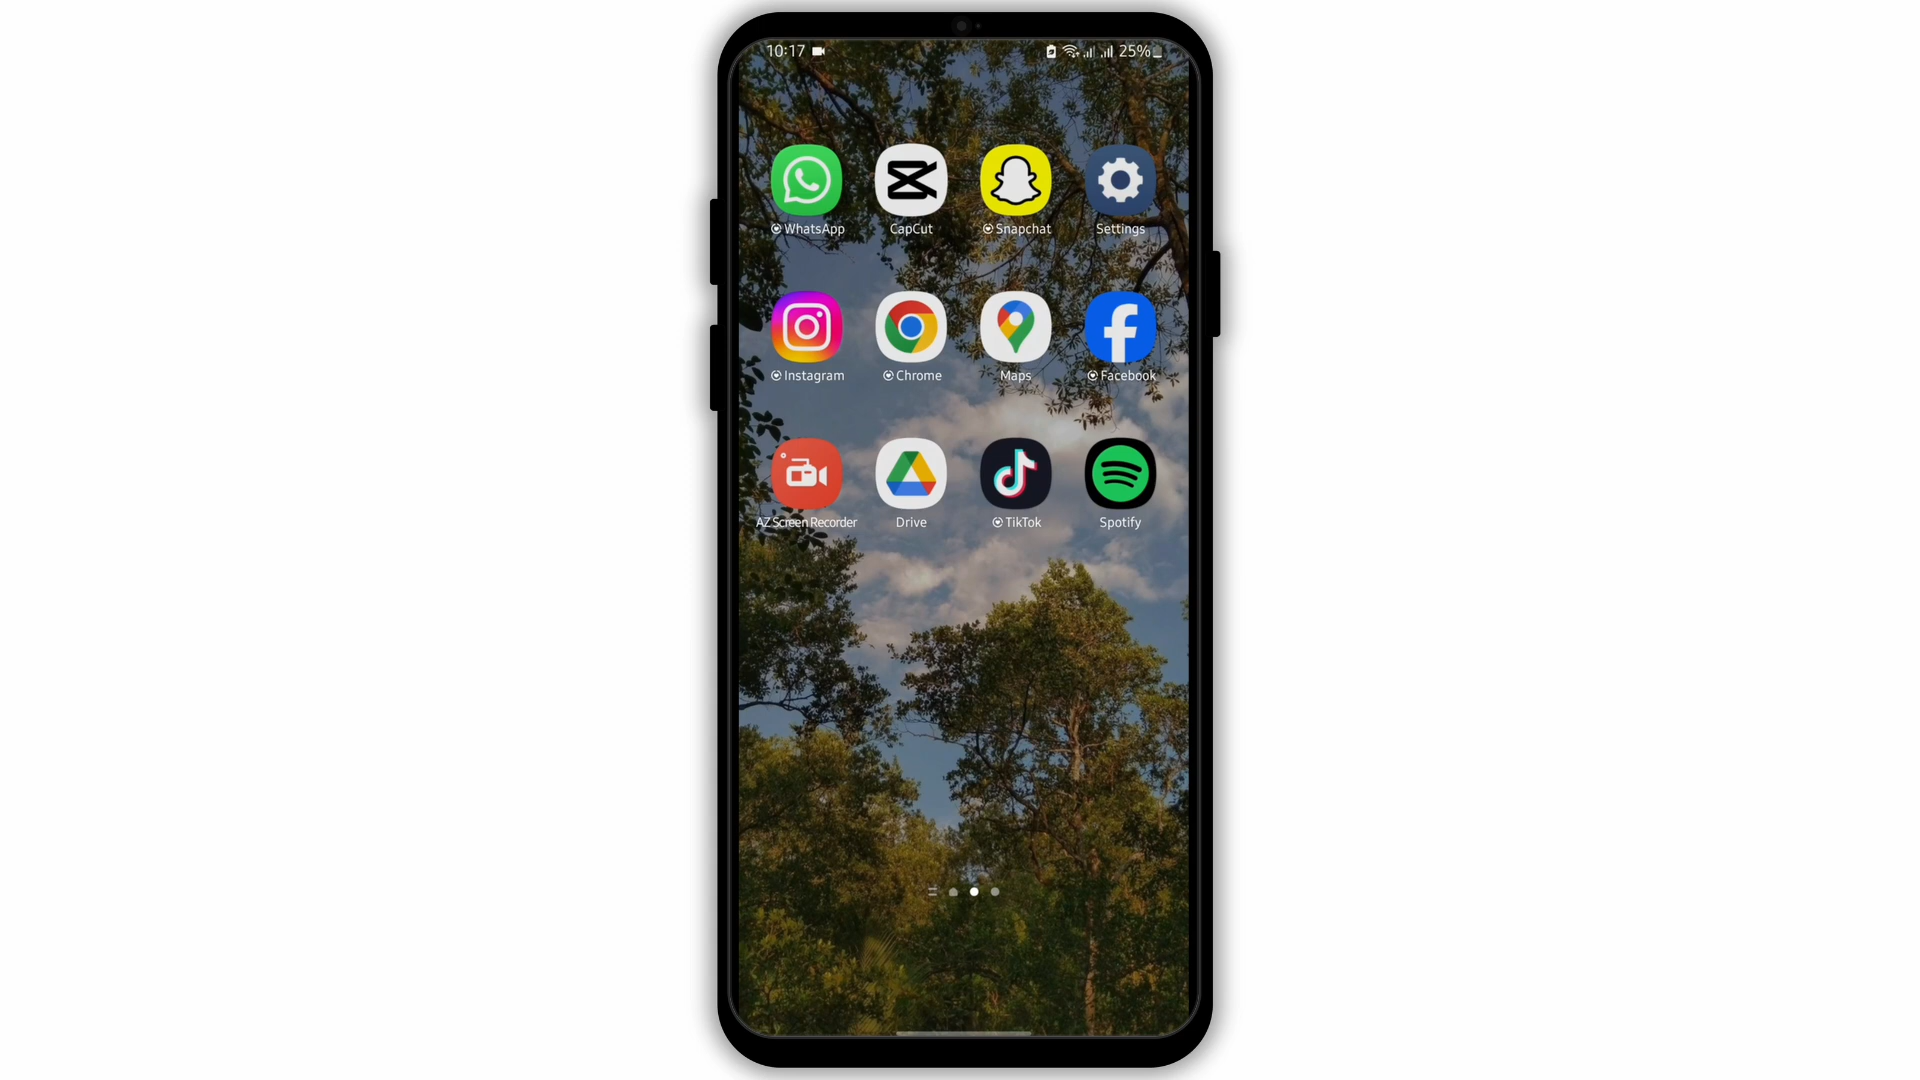 10:17 25%
WhatsApp CapCut Snapchat Settings
Instagram Chrome Maps Facebook
AZ Screen Recorder Drive TikTok Spotify